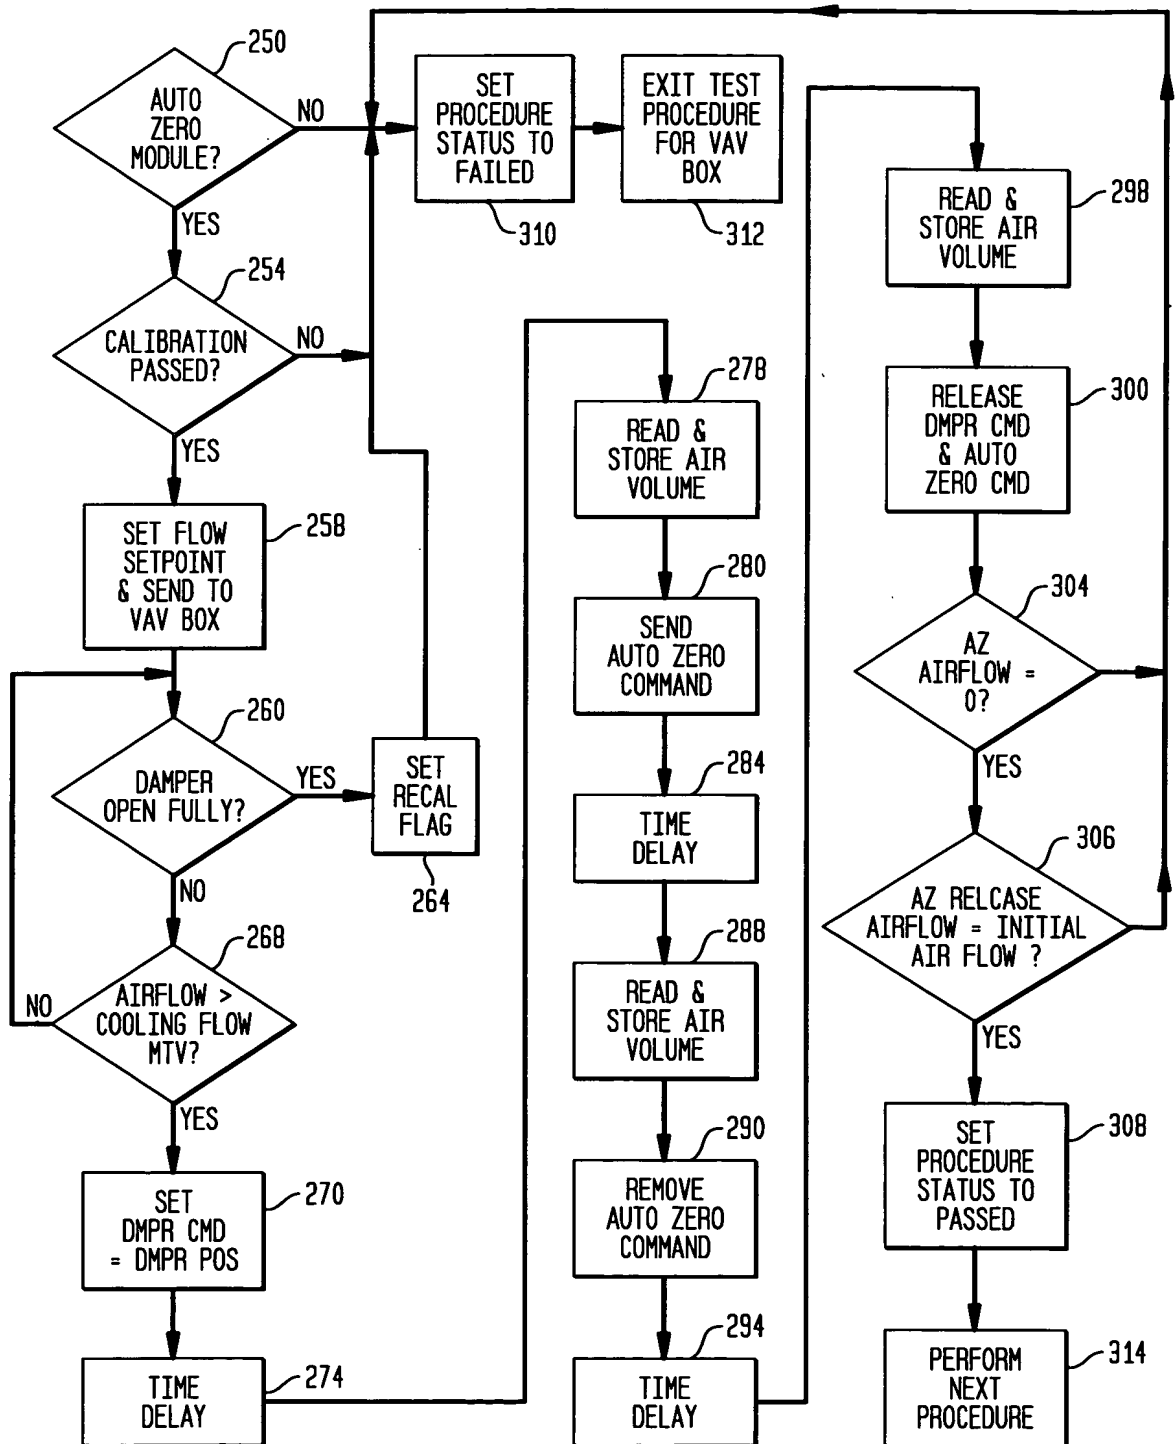 250
AUTO
ZERO
MODULE?
NO
YES
SET
PROCEDURE
STATUS TO
FAILED
310
EXIT TEST
PROCEDURE
FOR VAV
BOX
312
254
CALIBRATION
PASSED?
NO
YES
SET FLOW
SETPOINT
& SEND TO
VAV BOX
258
260
DAMPER
OPEN FULLY?
YES
NO
SET
RECAL
FLAG
264
268
AIRFLOW >
COOLING FLOW
MTV?
NO
YES
SET
DMPR CMD
= DMPR POS
270
TIME
DELAY
274
278
READ &
STORE AIR
VOLUME
280
SEND
AUTO ZERO
COMMAND
284
TIME
DELAY
288
READ &
STORE AIR
VOLUME
290
REMOVE
AUTO ZERO
COMMAND
294
TIME
DELAY
READ &
STORE AIR
VOLUME
298
RELEASE
DMPR CMD
& AUTO
ZERO CMD
300
304
AZ
AIRFLOW =
0?
YES
306
AZ RELCASE
AIRFLOW = INITIAL
AIR FLOW ?
YES
SET
PROCEDURE
STATUS TO
PASSED
308
PERFORM
NEXT
PROCEDURE
314